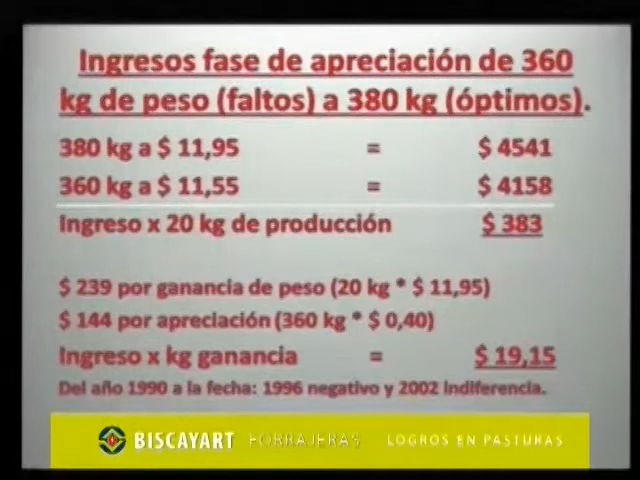 Ingresos fase de apreciación de 360
kg de peso (faltos) a 380 kg (óptimos).
380 kg a $ 11,95 = $ 4541
360 kg a $ 11,55 = $ 4158
Ingreso x 20 kg de producción $ 383
$ 239 por ganancia de peso (20 kg * $ 11,95)
$ 144 por apreciación (360 kg * $ 0,40)
Ingreso x kg ganancia = $ 19,15
Del año 1990 a la fecha: 1996 negativo y 2002 indiferencia.
BISCAYART FORRAJERAS LOGROS EN PASTURAS